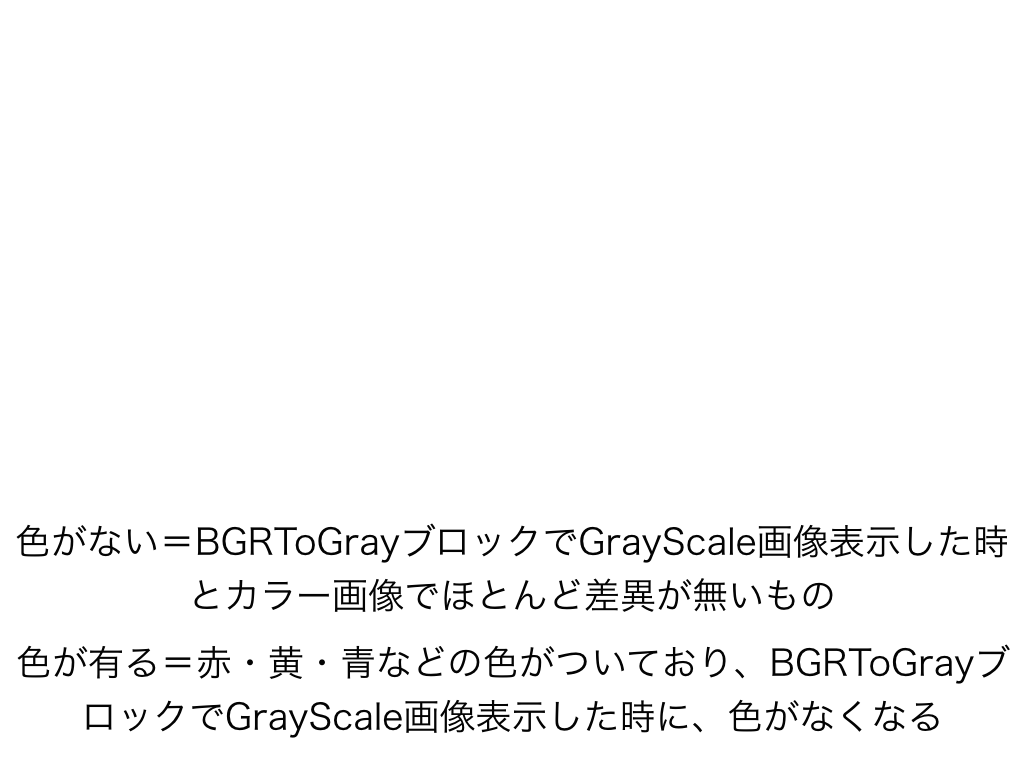 色がない＝BGRToGrayブロックでGrayScale画像表示した時
とカラー画像でほとんど差異が無いもの
色が有る＝赤・黄・青などの色がついており、BGRToGrayブ
ロックでGrayScale画像表示した時に、色がなくなる